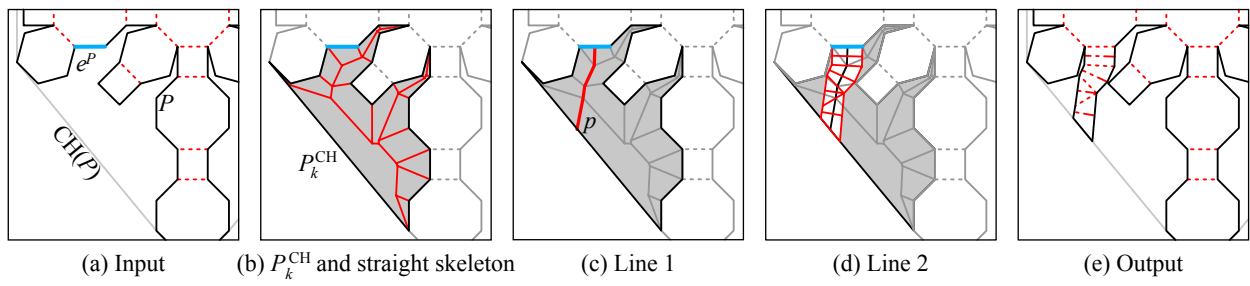 e^P
P
CH(P)
P_k^CH
p
(a) Input
(b) P_k^CH and straight skeleton
(c) Line 1
(d) Line 2
(e) Output